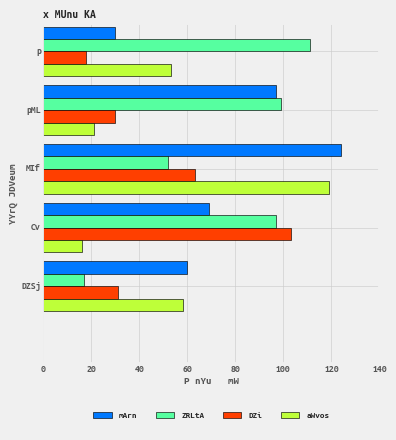 x MUnu KA
p
pML
MIf
Cv
DZSj
YYrQ JDVeum
0 20 40 60 80 100 120 140
P nYu mW
mArn ZRLtA DZi aWvos